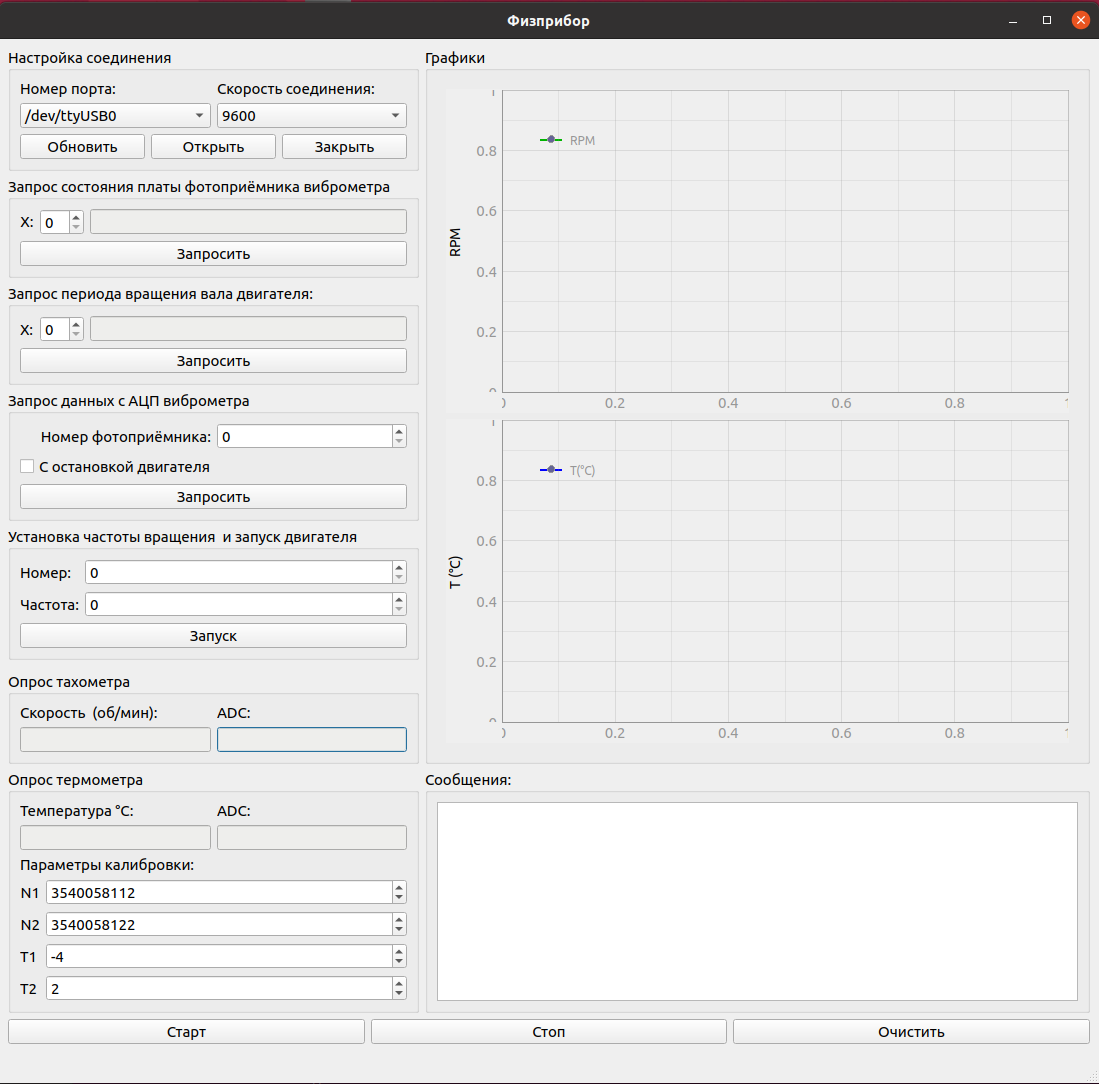 Физприбор
Настройка соединения
Номер порта: Скорость соединения:
/dev/ttyUSB0 9600
Обновить Открыть Закрыть
Запрос состояния платы фотоприёмника виброметра
X: 0
Запросить
Запрос периода вращения вала двигателя:
X: 0
Запросить
Запрос данных с АЦП виброметра
Номер фотоприёмника: 0
С остановкой двигателя
Запросить
Установка частоты вращения  и запуск двигателя
Номер: 0
Частота: 0
Запуск
Опрос тахометра
Скорость  (об/мин): ADC:
Опрос термометра
Температура °C: ADC:
Параметры калибровки:
N1 3540058112
N2 3540058122
T1 -4
T2 2
Графики
1
RPM
0.8
0.6
RPM
0.4
0.2
0
0 0.2 0.4 0.6 0.8 1
1
T(°C)
0.8
0.6
T (°C)
0.4
0.2
0
0 0.2 0.4 0.6 0.8 1
Сообщения:
Старт Стоп Очистить